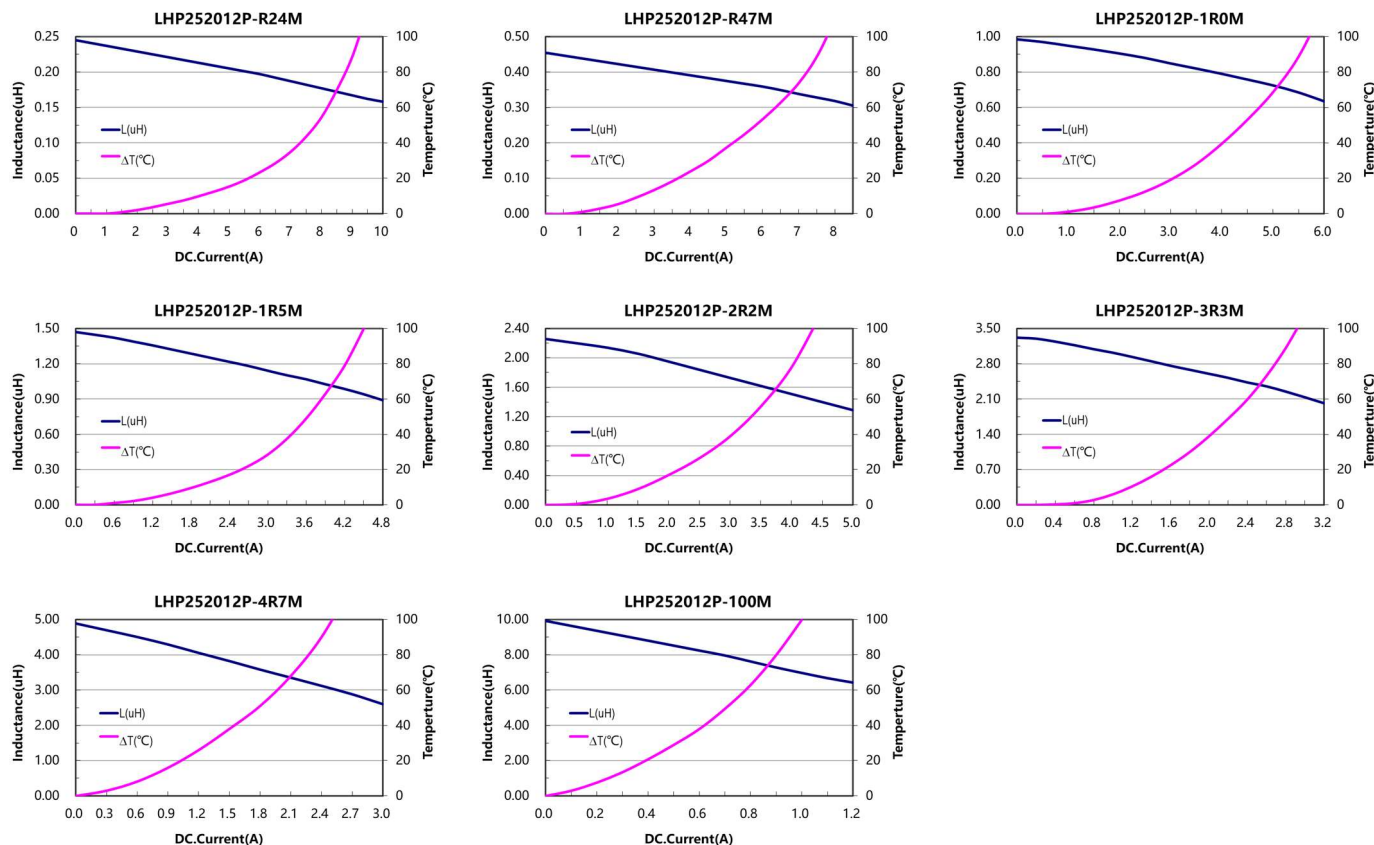 LHP252012P-R24M
Inductance(uH)
0.25
0.20
0.15
0.10
0.05
0.00
L(uH)
ΔT(℃)
100
80
60
40
20
0
Temperture(℃)
0 1 2 3 4 5 6 7 8 9 10
DC.Current(A)
LHP252012P-R47M
Inductance(uH)
0.50
0.40
0.30
0.20
0.10
0.00
L(uH)
ΔT(℃)
100
80
60
40
20
0
Temperture(℃)
0 1 2 3 4 5 6 7 8
DC.Current(A)
LHP252012P-1R0M
Inductance(uH)
1.00
0.80
0.60
0.40
0.20
0.00
L(uH)
ΔT(℃)
100
80
60
40
20
0
Temperture(℃)
0.0 1.0 2.0 3.0 4.0 5.0 6.0
DC.Current(A)
LHP252012P-1R5M
Inductance(uH)
1.50
1.20
0.90
0.60
0.30
0.00
L(uH)
ΔT(℃)
100
80
60
40
20
0
Temperture(℃)
0.0 0.6 1.2 1.8 2.4 3.0 3.6 4.2 4.8
DC.Current(A)
LHP252012P-2R2M
Inductance(uH)
2.40
2.00
1.60
1.20
0.80
0.40
0.00
L(uH)
ΔT(℃)
100
80
60
40
20
0
Temperture(℃)
0.0 0.5 1.0 1.5 2.0 2.5 3.0 3.5 4.0 4.5 5.0
DC.Current(A)
LHP252012P-3R3M
Inductance(uH)
3.50
2.80
2.10
1.40
0.70
0.00
L(uH)
ΔT(℃)
100
80
60
40
20
0
Temperture(℃)
0.0 0.4 0.8 1.2 1.6 2.0 2.4 2.8 3.2
DC.Current(A)
LHP252012P-4R7M
Inductance(uH)
5.00
4.00
3.00
2.00
1.00
0.00
L(uH)
ΔT(℃)
100
80
60
40
20
0
Temperture(℃)
0.0 0.3 0.6 0.9 1.2 1.5 1.8 2.1 2.4 2.7 3.0
DC.Current(A)
LHP252012P-100M
Inductance(uH)
10.00
8.00
6.00
4.00
2.00
0.00
L(uH)
ΔT(℃)
100
80
60
40
20
0
Temperture(℃)
0.0 0.2 0.4 0.6 0.8 1.0 1.2
DC.Current(A)